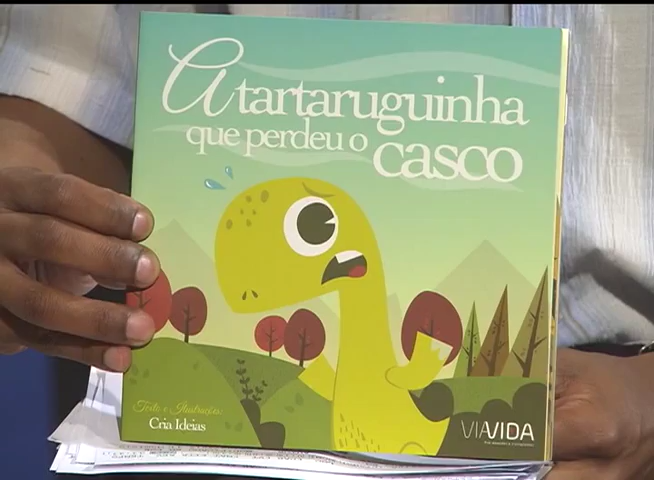 A tartaruguinha
que perdeu o casco
Texto e Ilustrações:
Cria Ideias
VIAVIDA